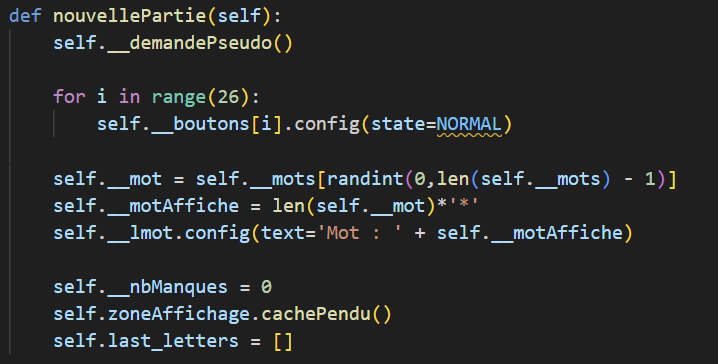 def nouvellePartie(self):
    self.__demandePseudo()

    for i in range(26):
        self.__boutons[i].config(state=NORMAL)

    self.__mot = self.__mots[randint(0,len(self.__mots) - 1)]
    self.__motAffiche = len(self.__mot)*'*'
    self.__lmot.config(text='Mot : ' + self.__motAffiche)

    self.__nbManques = 0
    self.zoneAffichage.cachePendu()
    self.last_letters = []